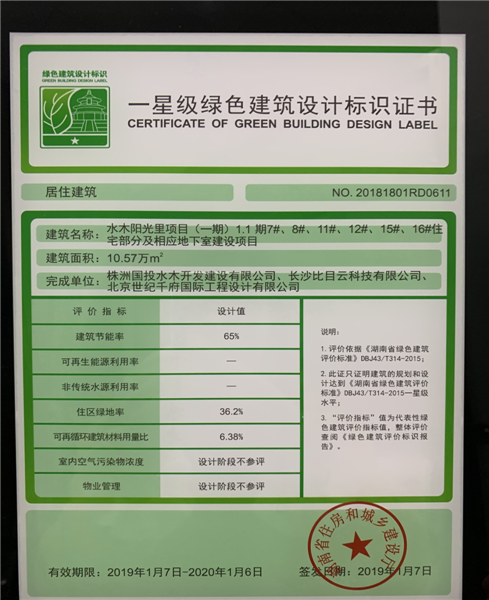 绿色建筑设计标识
GREEN BUILDING DESIGN LABEL
一星级绿色建筑设计标识证书
CERTIFICATE OF GREEN BUILDING DESIGN LABEL
居住建筑
NO. 20181801RD0611
建筑名称：水木阳光里项目（一期）1.1 期7#、8#、11#、12#、15#、16#住
宅部分及相应地下室建设项目
建筑面积：10.57万m²
完成单位：株洲国投水木开发建设有限公司、长沙比目云科技有限公司、
北京世纪千府国际工程设计有限公司
评价指标 设计值
建筑节能率 65%
可再生能源利用率 —
非传统水源利用率 —
住区绿地率 36.2%
可再循环建筑材料用量比 6.38%
室内空气污染物浓度 设计阶段不参评
物业管理 设计阶段不参评
说明：
1. 评价依据《湖南省绿色建筑
评价标准》DBJ43/T314-2015；
2. 此证只证明建筑的规划和设
计达到《湖南省绿色建筑评价
标准》DBJ43/T314-2015一星级
水平；
3. “评价指标”值为代表性绿
色建筑评价指标值，整体评价
查阅《绿色建筑评价标识报
告》。
湖南省住房和城乡建设厅
有效期限：2019年1月7日-2020年1月6日
签发日期：2019年1月7日